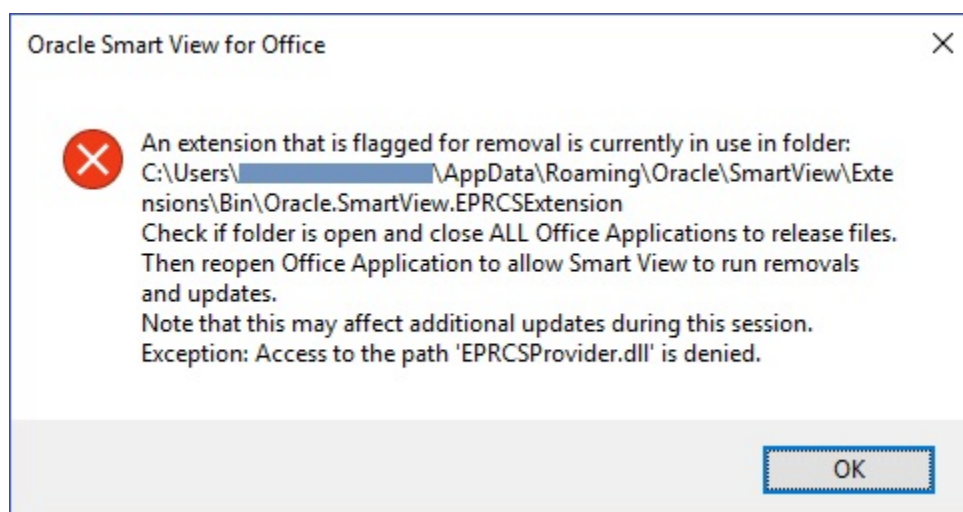 Oracle Smart View for Office
An extension that is flagged for removal is currently in use in folder:
C:\Users\ \AppData\Roaming\Oracle\SmartView\Exte
nsions\Bin\Oracle.SmartView.EPRCSExtension
Check if folder is open and close ALL Office Applications to release files.
Then reopen Office Application to allow Smart View to run removals
and updates.
Note that this may affect additional updates during this session.
Exception: Access to the path 'EPRCSProvider.dll' is denied.
OK